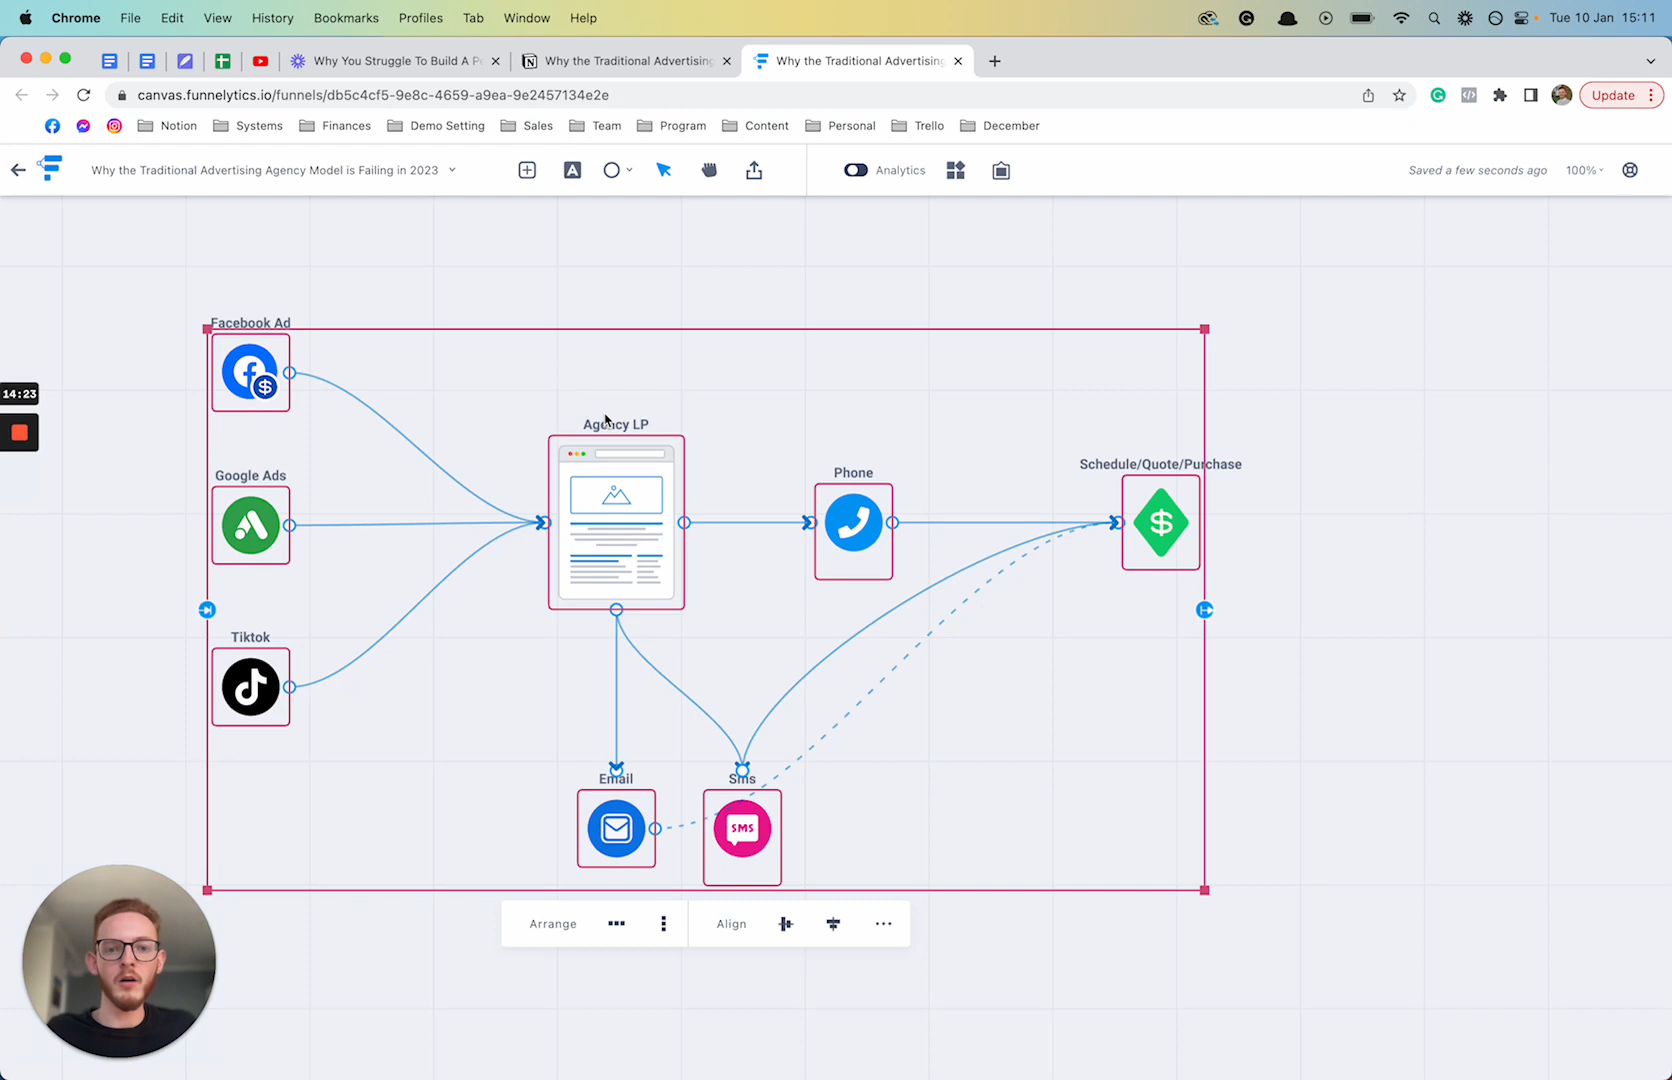 Chrome File Edit View History Bookmarks Profiles Tab Window Help Tue 10 Jan 15:11
Why You Struggle To Build A Pe
Why the Traditional Advertising
Why the Traditional Advertising
canvas.funnelytics.io/funnels/db5c4cf5-9e8c-4659-a9ea-9e2457134e2e
Update
Notion Systems Finances Demo Setting Sales Team Program Content Personal Trello December
Why the Traditional Advertising Agency Model is Failing in 2023
A
Analytics
Saved a few seconds ago
100%
Facebook Ad
$
14:23
Agency LP
Google Ads
Phone
Schedule/Quote/Purchase
$
Tiktok
Email
Sms
SMS
Arrange
Align